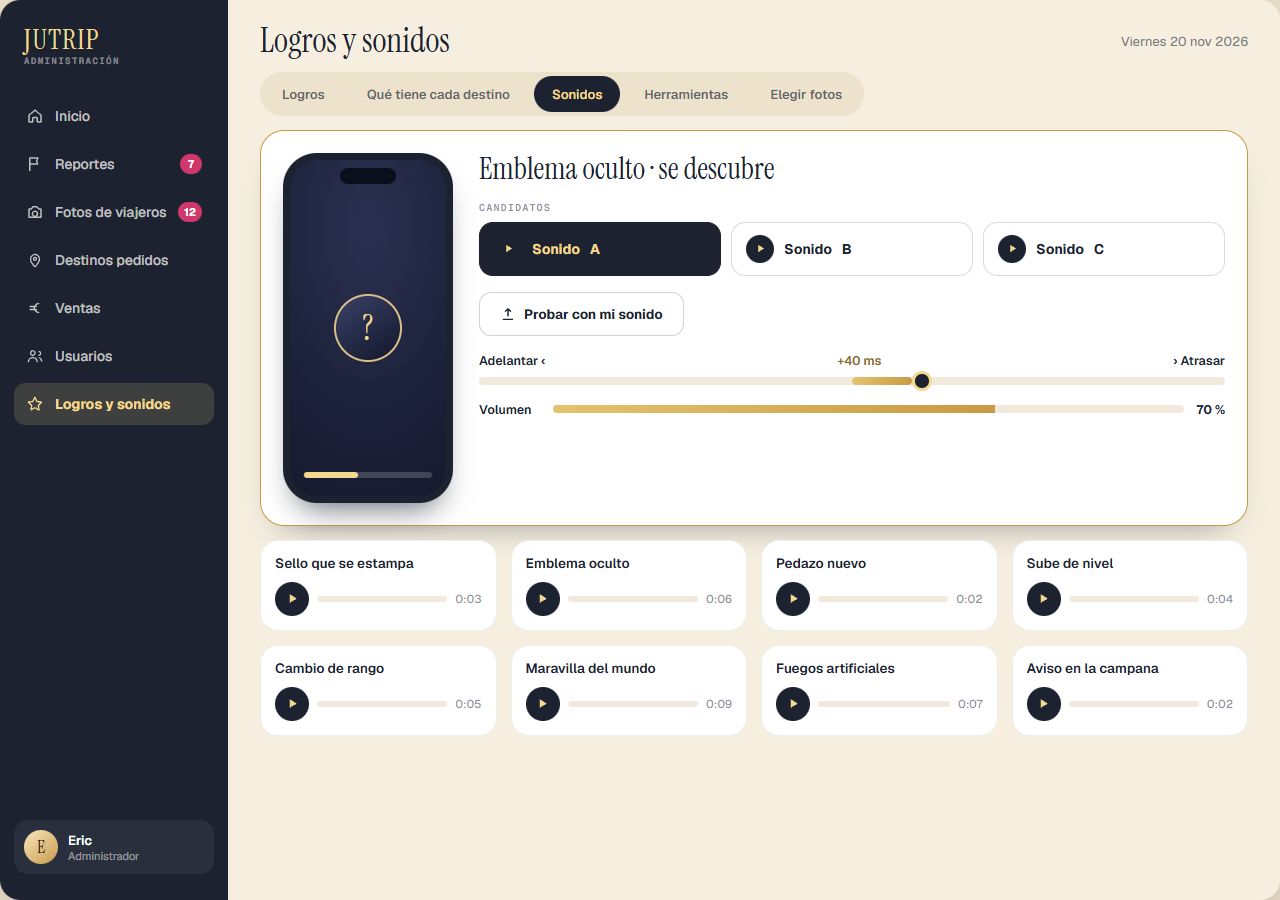 JUTRIP
ADMINISTRACIÓN
Inicio
Reportes 7
Fotos de viajeros 12
Destinos pedidos
Ventas
Usuarios
Logros y sonidos
E
Eric
Administrador
Logros y sonidos
Viernes 20 nov 2026
Logros Qué tiene cada destino Sonidos Herramientas Elegir fotos
?
Emblema oculto · se descubre
CANDIDATOS
Sonido A Sonido B Sonido C
Probar con mi sonido
Adelantar ‹ +40 ms › Atrasar
Volumen 70 %
Sello que se estampa
0:03
Emblema oculto
0:06
Pedazo nuevo
0:02
Sube de nivel
0:04
Cambio de rango
0:05
Maravilla del mundo
0:09
Fuegos artificiales
0:07
Aviso en la campana
0:02